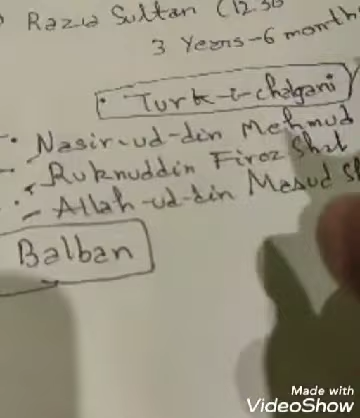 Razia Sultan (1236
3 Years-6 month
Turk-i-chalgani
Nasir-ud-din Mehmud
Ruknuddin Firoz Shah
Allah-ud-din Masud Sh
Balban
Made with
VideoShow